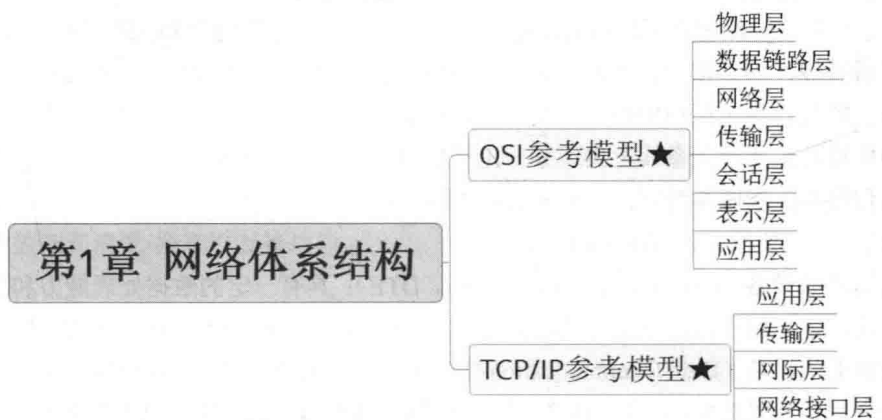 第1章 网络体系结构
OSI参考模型★
物理层
数据链路层
网络层
传输层
会话层
表示层
应用层
TCP/IP参考模型★
应用层
传输层
网际层
网络接口层